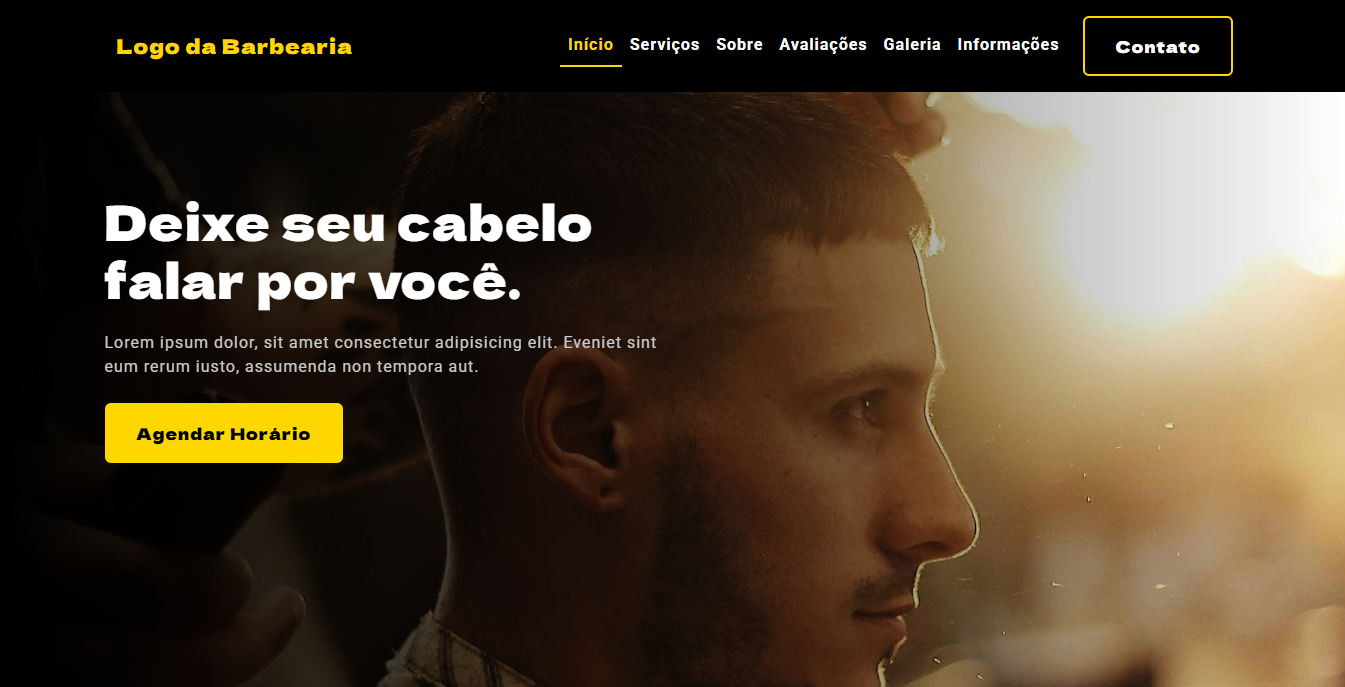 Logo da Barbearia
Início Serviços Sobre Avaliações Galeria Informações Contato
Deixe seu cabelo
falar por você.
Lorem ipsum dolor, sit amet consectetur adipisicing elit. Eveniet sint
eum rerum iusto, assumenda non tempora aut.
Agendar Horário